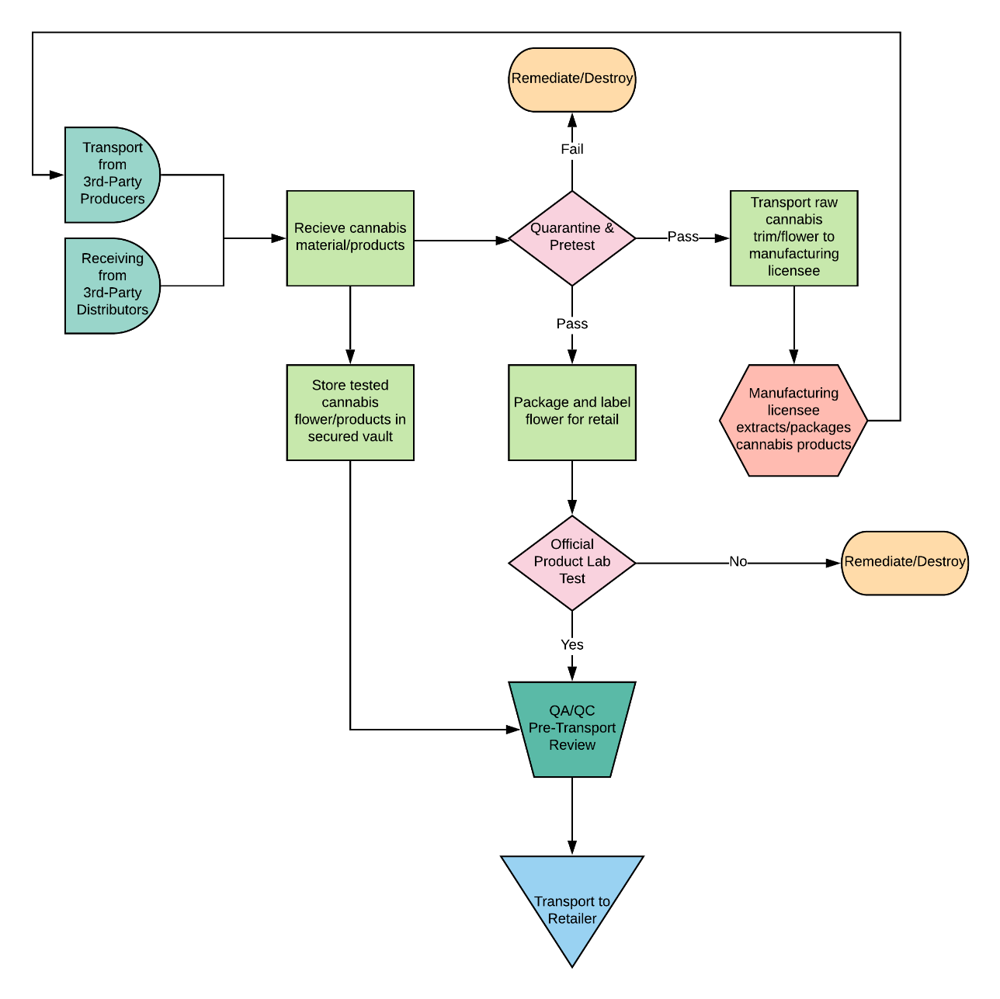 Remediate/Destroy
Fail
Transport
from
3rd-Party
Producers
Receiving
from
3rd-Party
Distributors
Recieve cannabis
material/products
Quarantine &
Pretest
Pass
Transport raw
cannabis
trim/flower to
manufacturing
licensee
Pass
Store tested
cannabis
flower/products in
secured vault
Package and label
flower for retail
Manufacturing
licensee
extracts/packages
cannabis products
Official
Product Lab
Test
No
Remediate/Destroy
Yes
QA/QC
Pre-Transport
Review
Transport to
Retailer